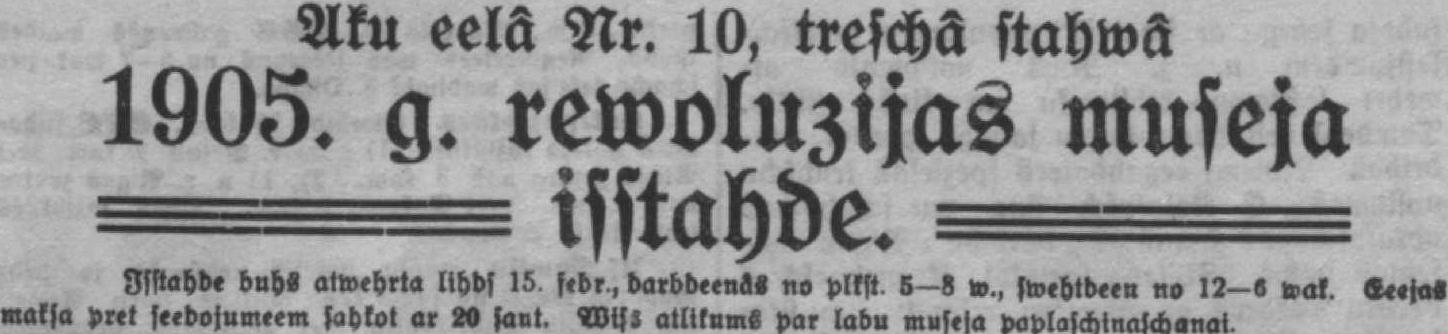 Aku eelâ Nr. 10, treſchâ ſtahwâ
1905. g. rewoluzijas muſeja
iſſtahde.
Iſſtahde buhs atwehrta lihdſ 15. febr., darbdeenâs no plkſt. 5—8 w., ſwehtdeen no 12—6 wak. Eeejas
makſa pret ſeedojumeem ſahkot ar 20 ſant. Wiſs atlikums par labu muſeja paplaſchinaſchanai.